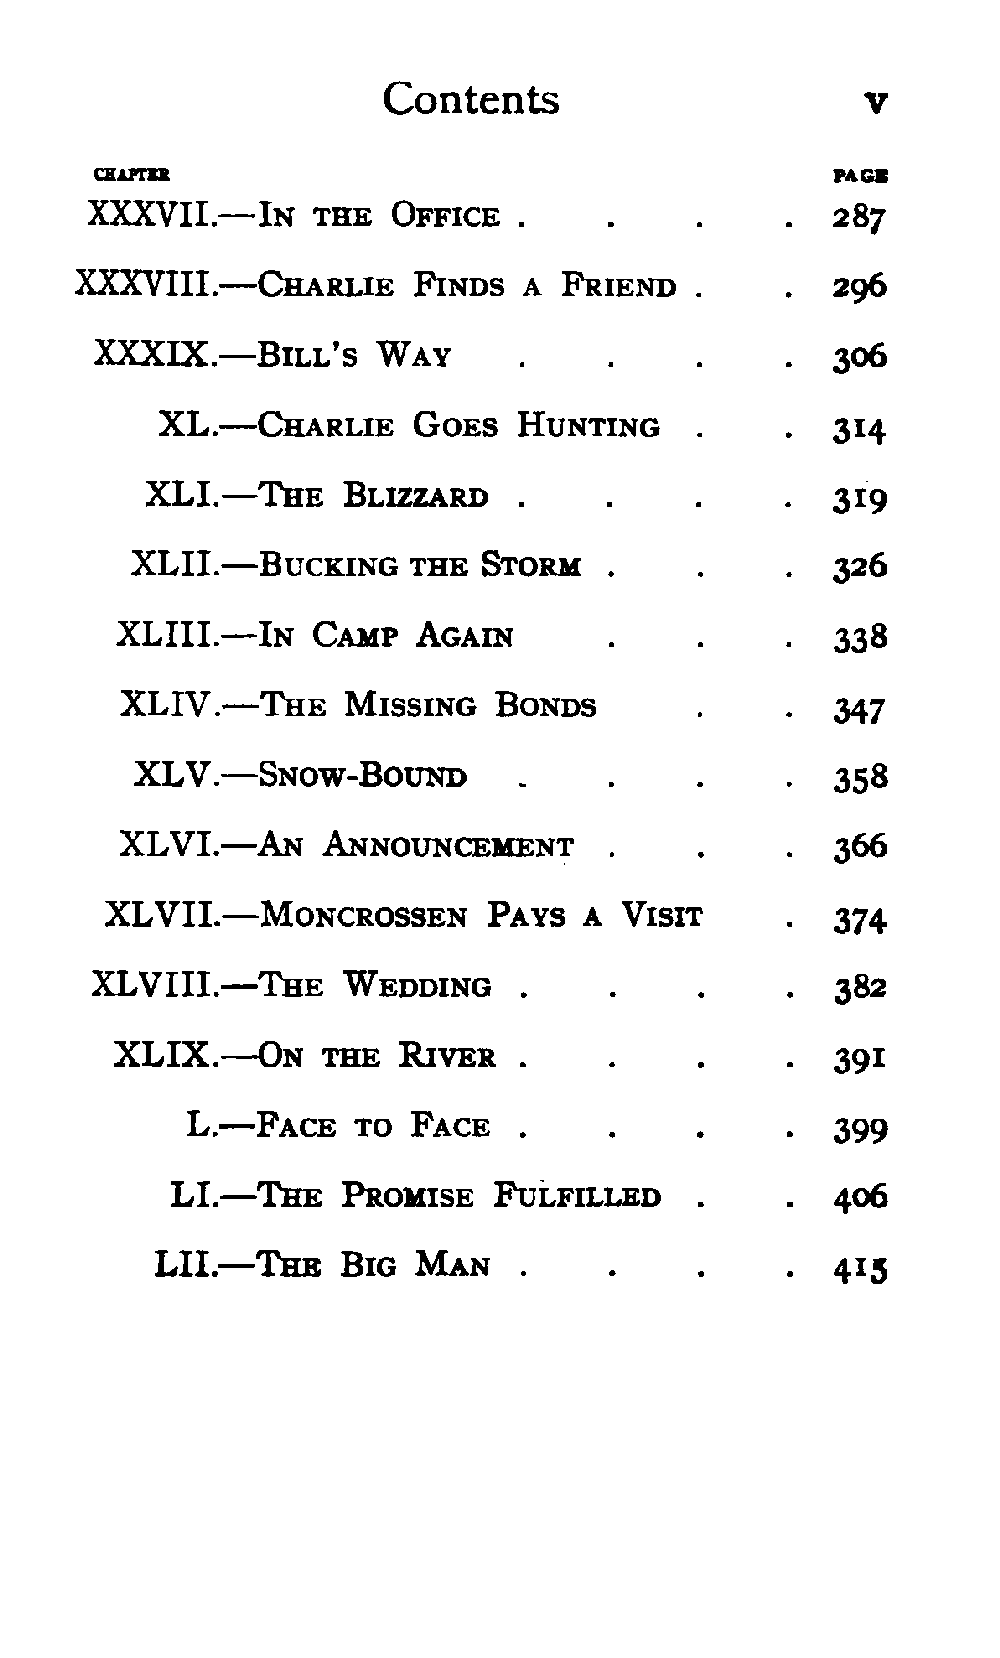 Contents v
CHAPTER PAGE
XXXVII.—In the Office . . . . 287
XXXVIII.—Charlie Finds a Friend . . 296
XXXIX.—Bill's Way . . . . 306
XL.—Charlie Goes Hunting . . 314
XLI.—The Blizzard . . . . 319
XLII.—Bucking the Storm . . . 326
XLIII.—In Camp Again . . . 338
XLIV.—The Missing Bonds . . 347
XLV.—Snow-Bound . . . . 358
XLVI.—An Announcement . . . 366
XLVII.—Moncrossen Pays a Visit . 374
XLVIII.—The Wedding . . . . 382
XLIX.—On the River . . . . 391
L.—Face to Face . . . . 399
LI.—The Promise Fulfilled . . 406
LII.—The Big Man . . . . 415